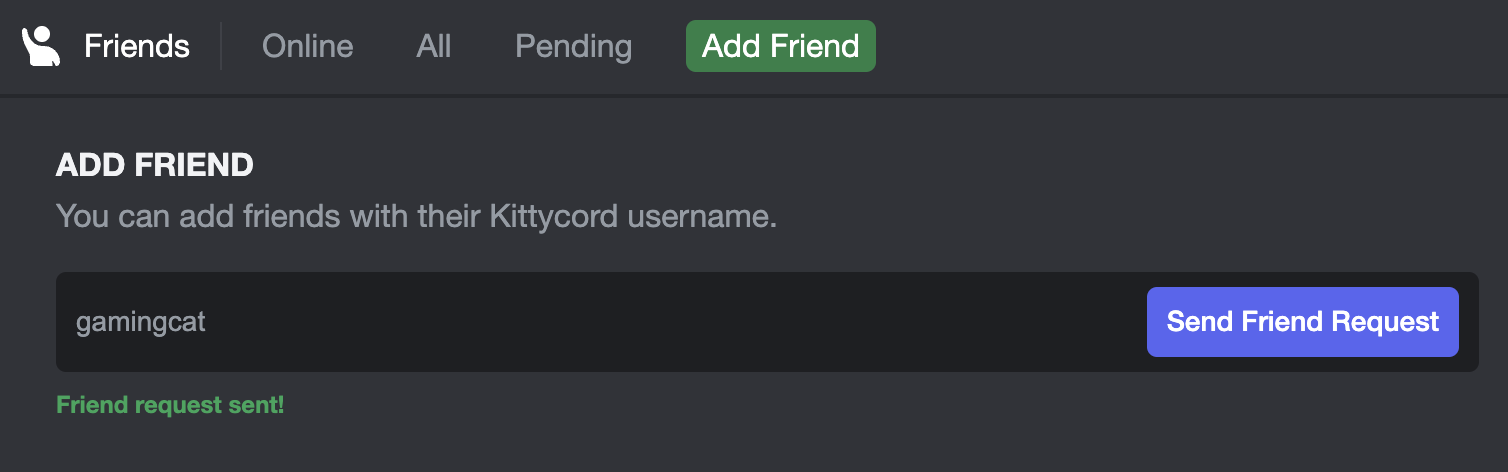 Friends Online All Pending Add Friend
ADD FRIEND
You can add friends with their Kittycord username.
gamingcat Send Friend Request
Friend request sent!